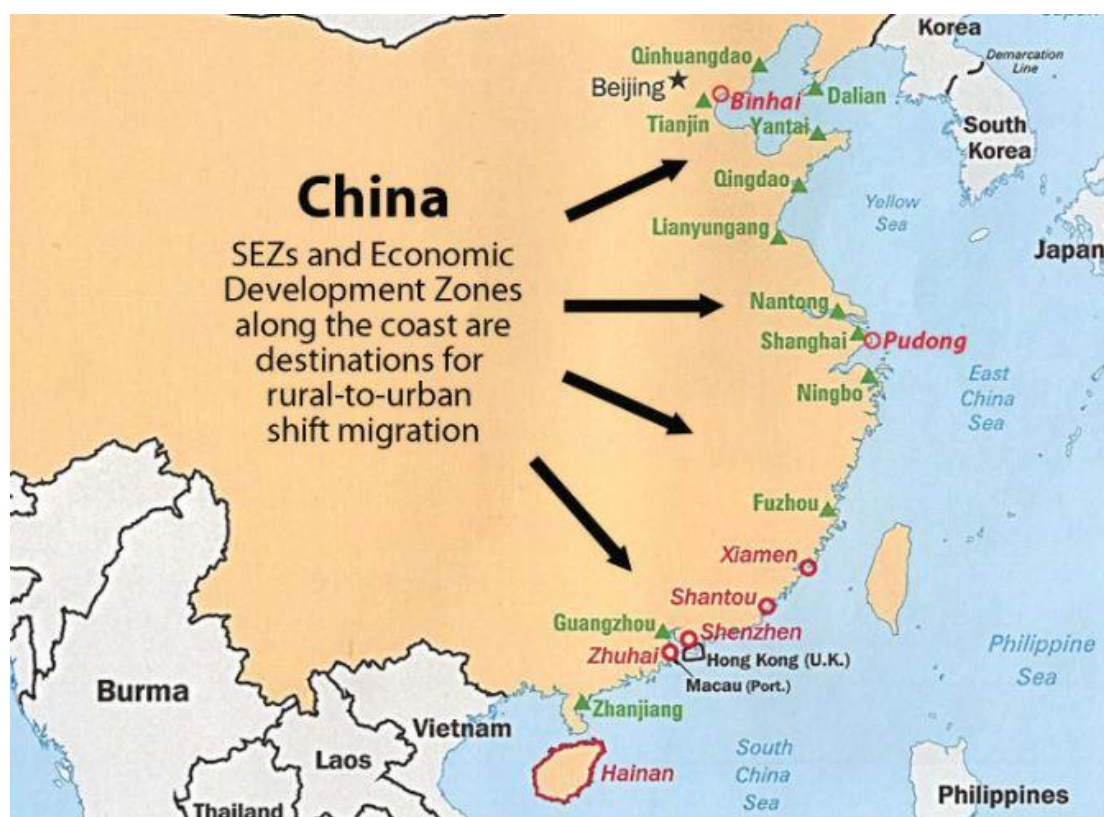 Japan
Korea
Demarcation
Line
Qinhuangdao
Beijing
Binhai
Dalian
Tianjin
Yantai
South
Korea
China
SEZs and Economic
Development Zones
along the coast are
destinations for
rural-to-urban
shift migration
Qingdao
Yellow
Sea
Lianyungang
Japan
Nantong
Shanghai
Pudong
Ningbo
East
China
Sea
Fuzhou
Xiamen
Shantou
Guangzhou
Shenzhen
Zhuhai
Hong Kong (U.K.)
Macau (Port.)
Philippine
Sea
Burma
Zhanjiang
Vietnam
Laos
Hainan
South
China
Sea
Thailand
Philippines